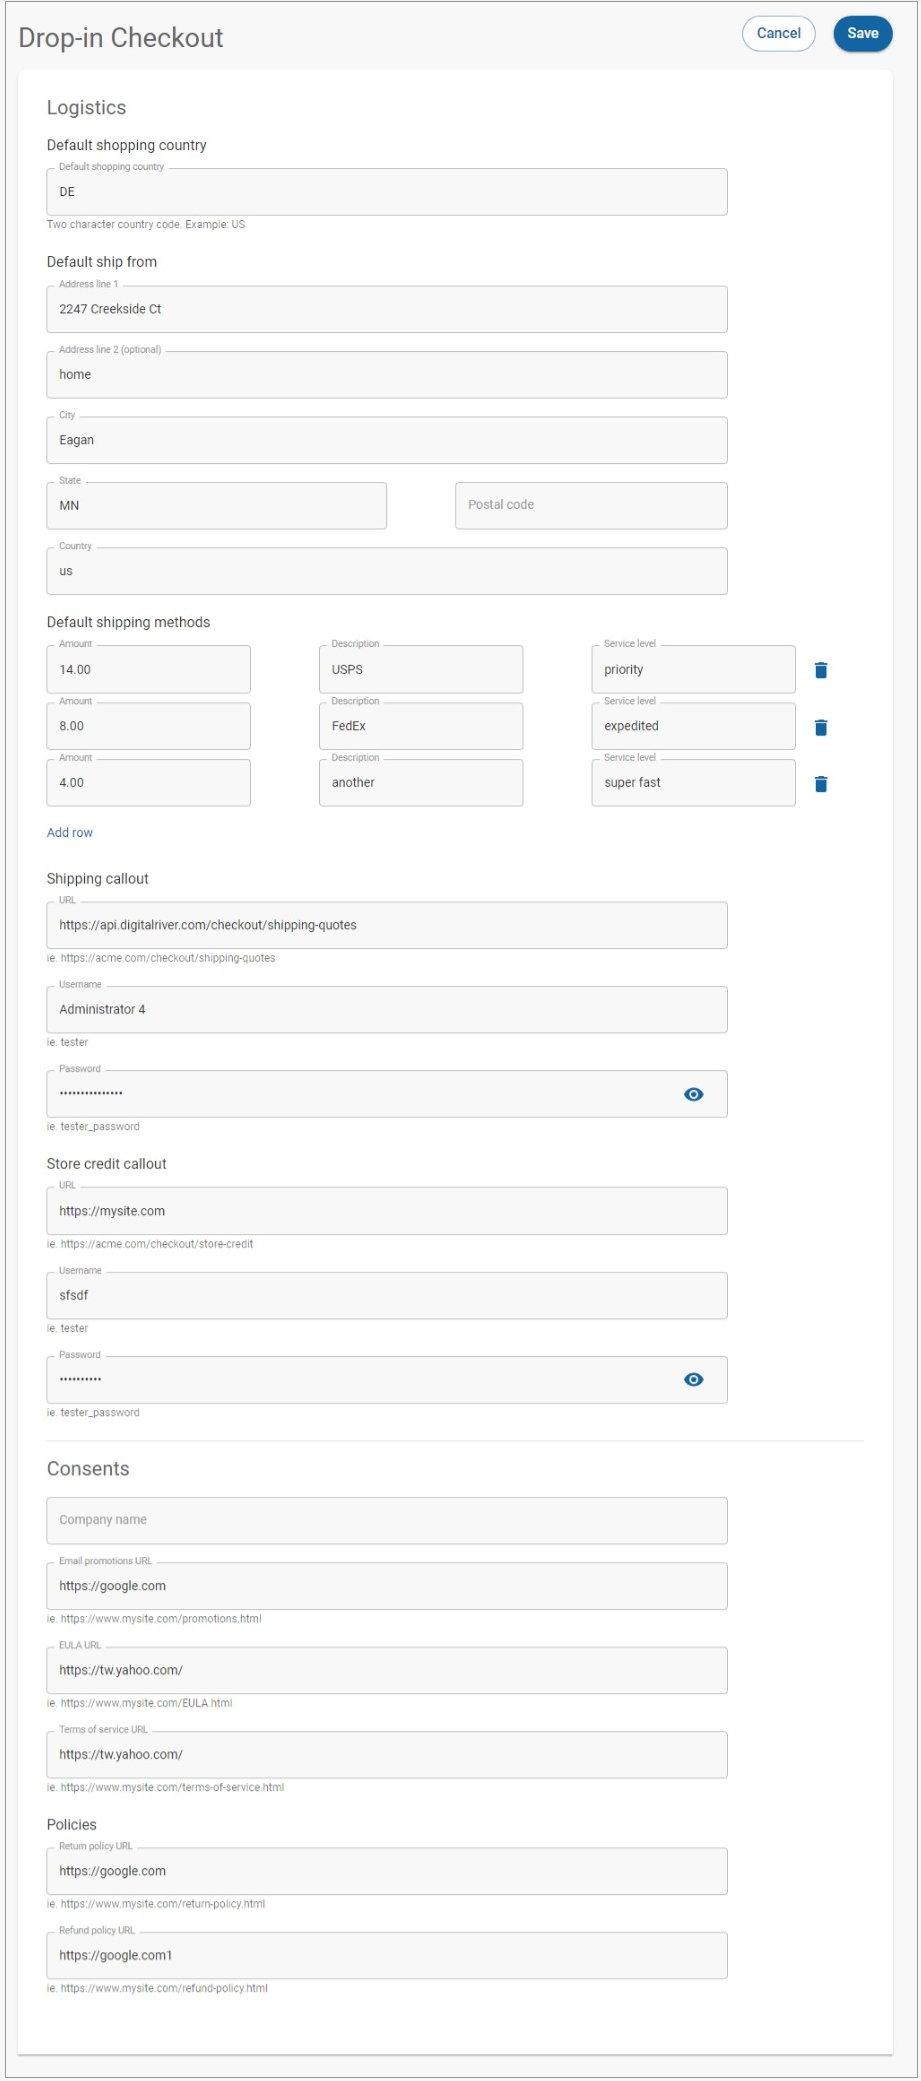 Drop-in Checkout
Cancel
Save
Logistics
Default shopping country
Default shopping country
DE
Two character country code. Example: US
Default ship from
Address line 1
2247 Creekside Ct
Address line 2 (optional)
home
City
Eagan
State
MN
Postal code
Country
us
Default shipping methods
Amount Description Service level
14.00 USPS priority
Amount Description Service level
8.00 FedEx expedited
Amount Description Service level
4.00 another super fast
Add row
Shipping callout
URL
https://api.digitalriver.com/checkout/shipping-quotes
ie. https://acme.com/checkout/shipping-quotes
Username
Administrator 4
ie. tester
Password
•••••••••••••••
ie. tester_password
Store credit callout
URL
https://mysite.com
ie. https://acme.com/checkout/store-credit
Username
sfsdf
ie. tester
Password
••••••••••
ie. tester_password
Consents
Company name
Email promotions URL
https://google.com
ie. https://www.mysite.com/promotions.html
EULA URL
https://tw.yahoo.com/
ie. https://www.mysite.com/EULA.html
Terms of service URL
https://tw.yahoo.com/
ie. https://www.mysite.com/terms-of-service.html
Policies
Return policy URL
https://google.com
ie. https://www.mysite.com/return-policy.html
Refund policy URL
https://google.com1
ie. https://www.mysite.com/refund-policy.html